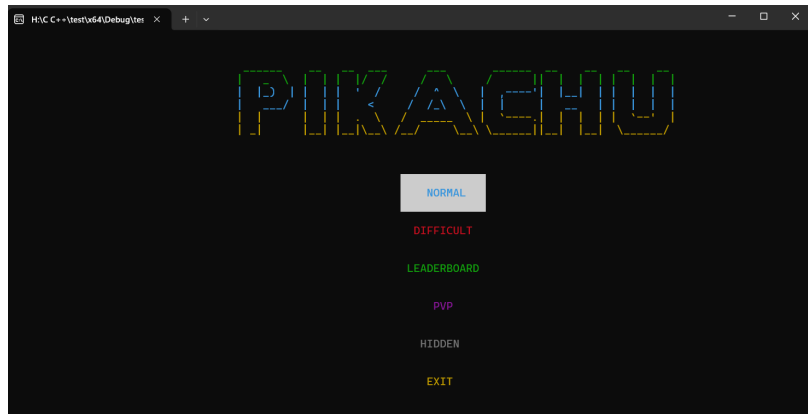 H:\C C++\test\x64\Debug\tes
PIKACHU
NORMAL
DIFFICULT
LEADERBOARD
PVP
HIDDEN
EXIT